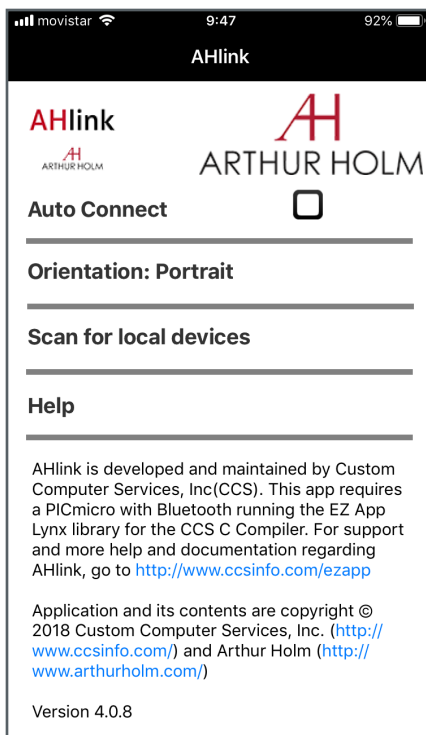 movistar 9:47 92%
AHlink
AHlink
AH
ARTHUR HOLM
AH
ARTHUR HOLM
Auto Connect
Orientation: Portrait
Scan for local devices
Help
AHlink is developed and maintained by Custom
Computer Services, Inc(CCS). This app requires
a PICmicro with Bluetooth running the EZ App
Lynx library for the CCS C Compiler. For support
and more help and documentation regarding
AHlink, go to http://www.ccsinfo.com/ezapp
Application and its contents are copyright ©
2018 Custom Computer Services, Inc. (http://
www.ccsinfo.com/) and Arthur Holm (http://
www.arthurholm.com/)
Version 4.0.8